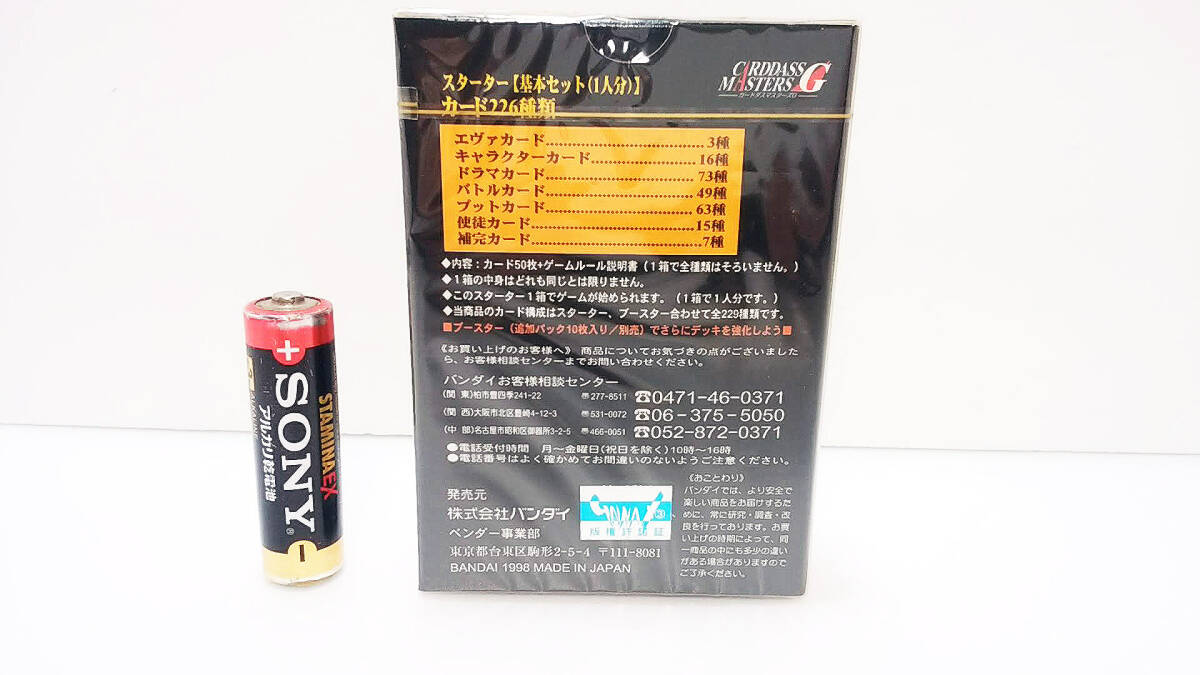 CARDDASS
MASTERS G
カードダスマスターズG
スターター【基本セット(1人分)】
カード226種類
エヴァカード……………………………3種
キャラクターカード…………………16種
ドラマカード…………………………73種
バトルカード…………………………49種
ブットカード…………………………63種
使徒カード……………………………15種
補完カード……………………………7種
◆内容:カード50枚+ゲームルール説明書(1箱で全種類はそろいません。)
◆1箱の中身はどれも同じとは限りません。
◆このスターター1箱でゲームが始められます。(1箱で1人分です。)
◆当商品のカード構成はスターター、ブースター合わせて全229種類です。
■ブースター(追加パック10枚入り/別売)でさらにデッキを強化しよう■
《お買い上げのお客様へ》 商品についてお気づきの点がございました
ら、お客様相談センターまでお問い合わせください。
バンダイお客様相談センター
(関 東)柏市豊四季241-22 〒277-8511 ☎0471-46-0371
(関 西)大阪市北区豊崎4-12-3 〒531-0072 ☎06-375-5050
(中 部)名古屋市昭和区御器所3-2-5 〒466-0051 ☎052-872-0371
●電話受付時間 月〜金曜日(祝日を除く)10時〜16時
●電話番号はよく確かめてお間違いのないようご注意ください。
発売元
株式会社バンダイ
ベンダー事業部
東京都台東区駒形2-5-4 〒111-8081
BANDAI 1998 MADE IN JAPAN
版権許諾証
《おことわり》
バンダイでは、より安全で
楽しい商品をお届けするた
めに、常に研究・調査・改
良を行っております。お買
い上げの時期によって、同
一商品の中にも多少の違い
がある場合がありますので
ご了承ください。
+ SONY −
STAMINA EX
アルカリ乾電池